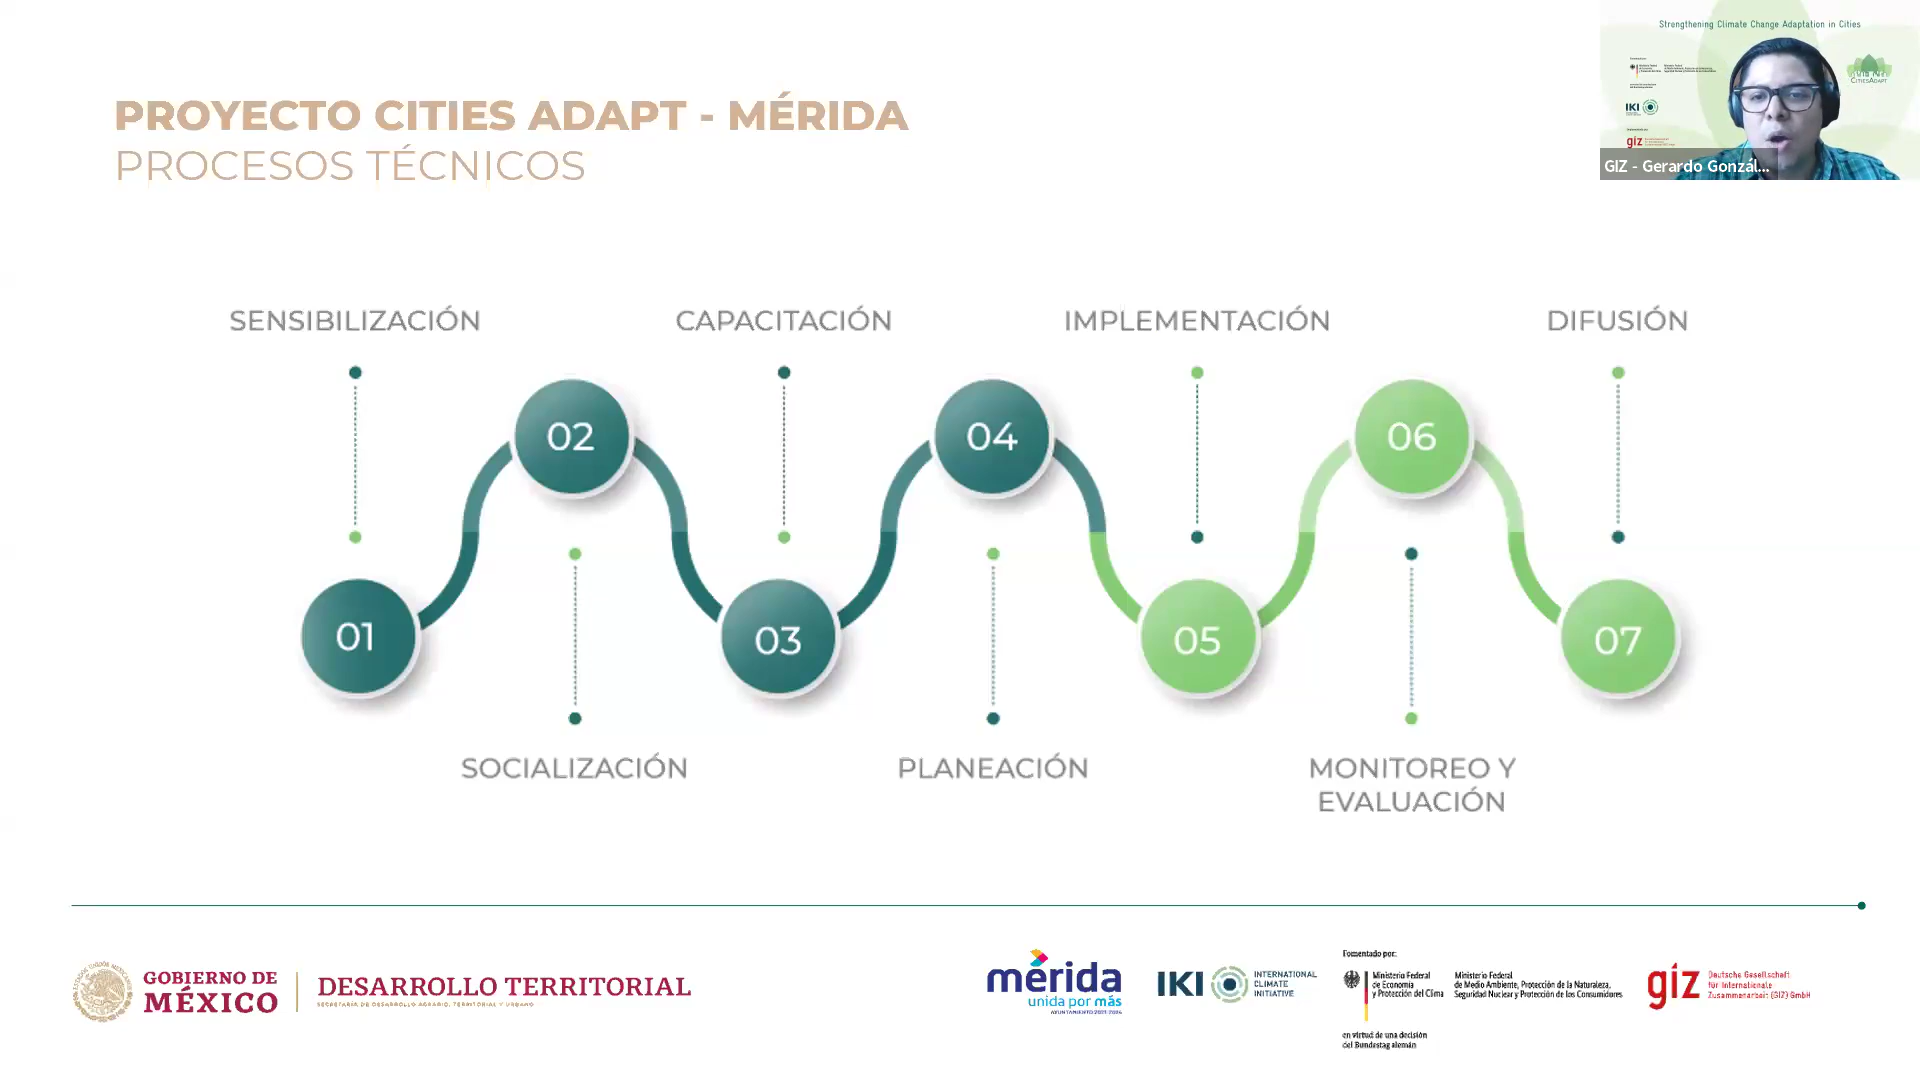 PROYECTO CITIES ADAPT - MÉRIDA
PROCESOS TÉCNICOS
Strengthening Climate Change Adaptation in Cities
CITIESADAPT
IKI
giz
GIZ - Gerardo Gonzál...
SENSIBILIZACIÓN
CAPACITACIÓN
IMPLEMENTACIÓN
DIFUSIÓN
02
04
06
01
03
05
07
SOCIALIZACIÓN
PLANEACIÓN
MONITOREO Y
EVALUACIÓN
GOBIERNO DE
MÉXICO
DESARROLLO TERRITORIAL
SECRETARÍA DE DESARROLLO AGRARIO, TERRITORIAL Y URBANO
mérida
unida por más
AYUNTAMIENTO 2021-2024
IKI
INTERNATIONAL
CLIMATE
INITIATIVE
Fomentado por:
Ministerio Federal
de Economía
y Protección del Clima
Ministerio Federal
de Medio Ambiente, Protección de la Naturaleza,
Seguridad Nuclear y Protección de los Consumidores
en virtud de una decisión
del Bundestag alemán
giz
Deutsche Gesellschaft
für Internationale
Zusammenarbeit (GIZ) GmbH